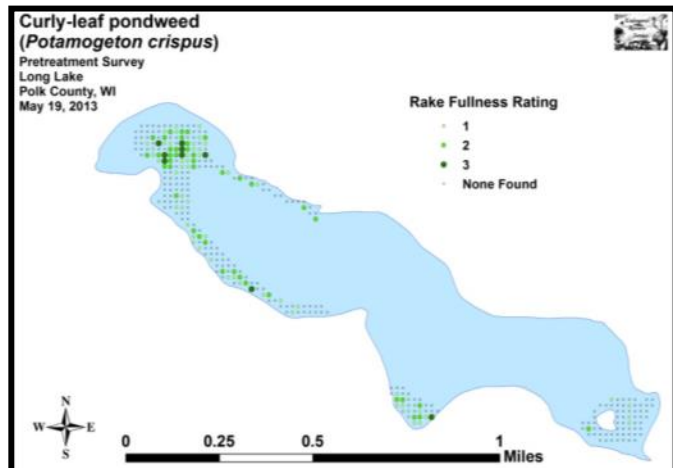 Curly-leaf pondweed
(Potamogeton crispus)
Pretreatment Survey
Long Lake
Polk County, WI
May 19, 2013
Rake Fullness Rating
1
2
3
None Found
N
W E
S
0 0.25 0.5 1
Miles